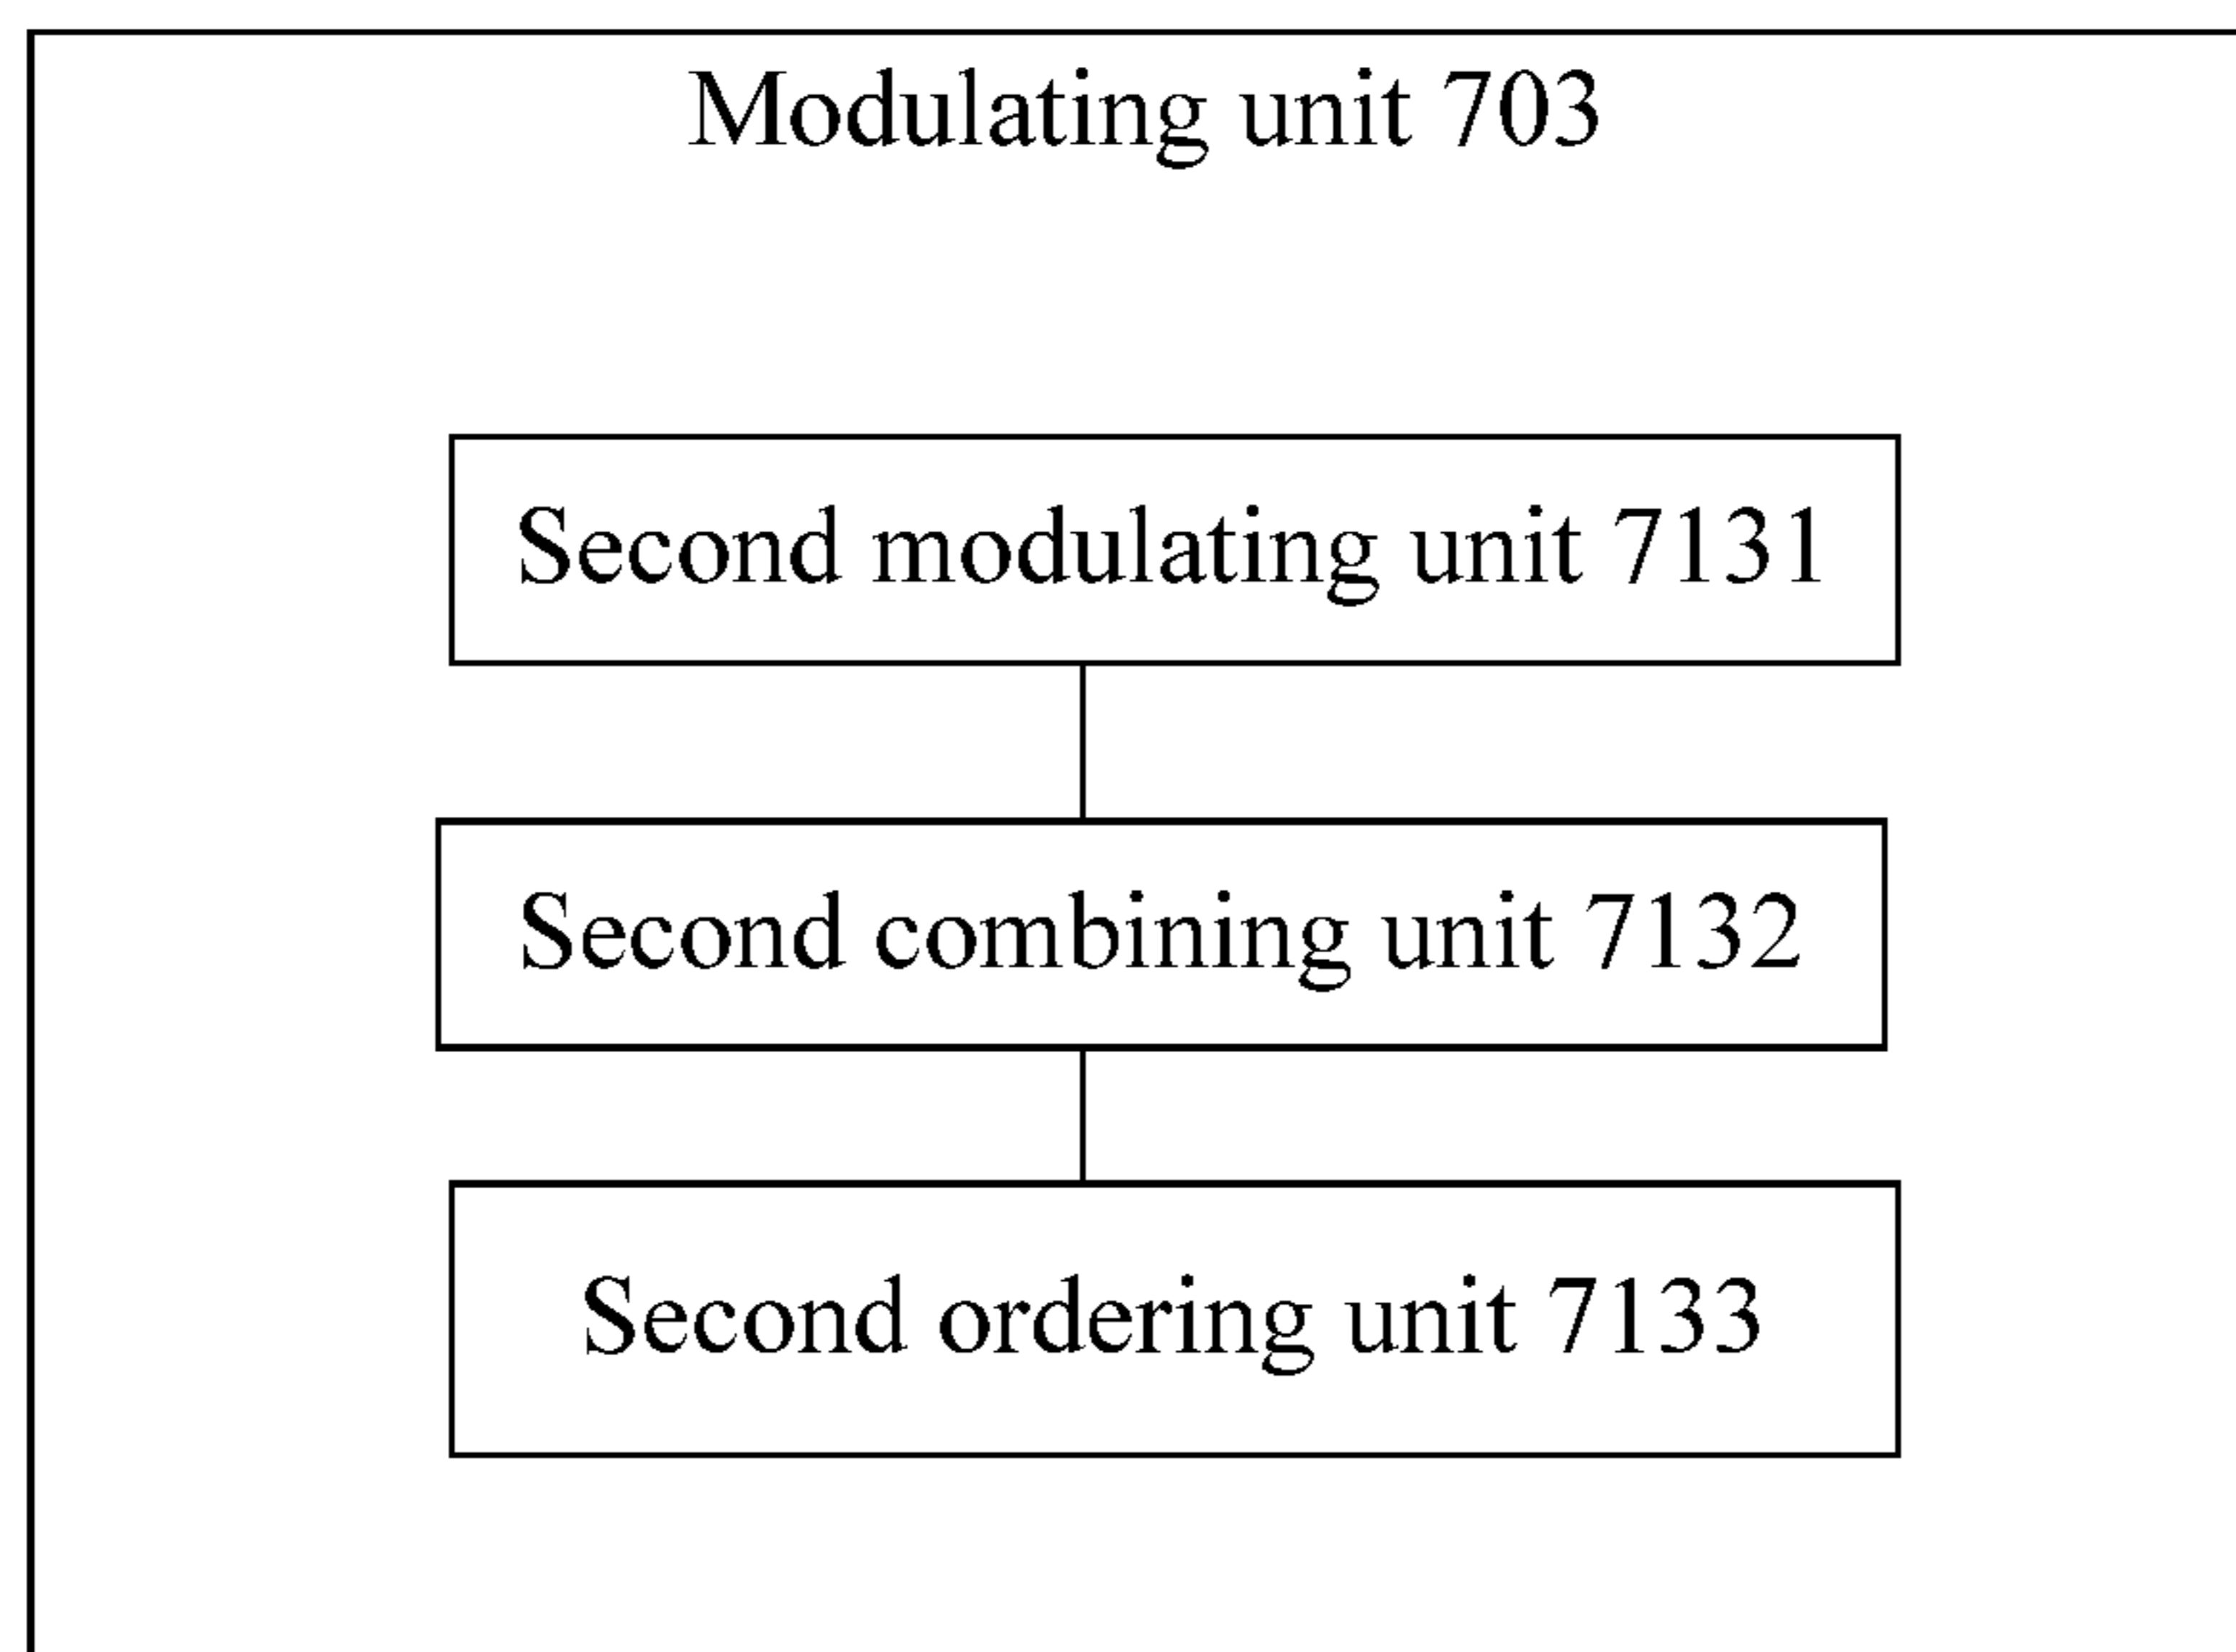 Modulating unit 703
Second modulating unit 7131
Second combining unit 7132
Second ordering unit 7133